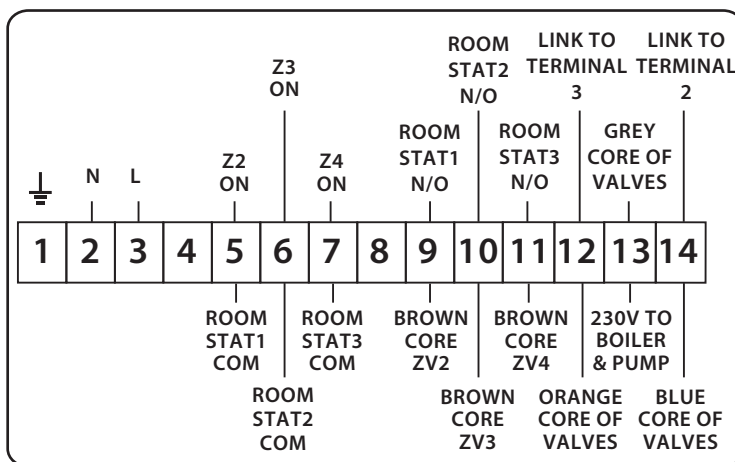 ROOM
STAT2
N/O
LINK TO
TERMINAL
3
LINK TO
TERMINAL
2
Z3
ON
ROOM
STAT1
N/O
ROOM
STAT3
N/O
GREY
CORE OF
VALVES
N
L
Z2
ON
Z4
ON
1 2 3 4 5 6 7 8 9 10 11 12 13 14
ROOM
STAT1
COM
ROOM
STAT3
COM
BROWN
CORE
ZV2
BROWN
CORE
ZV4
230V TO
BOILER
& PUMP
ROOM
STAT2
COM
BROWN
CORE
ZV3
ORANGE
CORE OF
VALVES
BLUE
CORE OF
VALVES